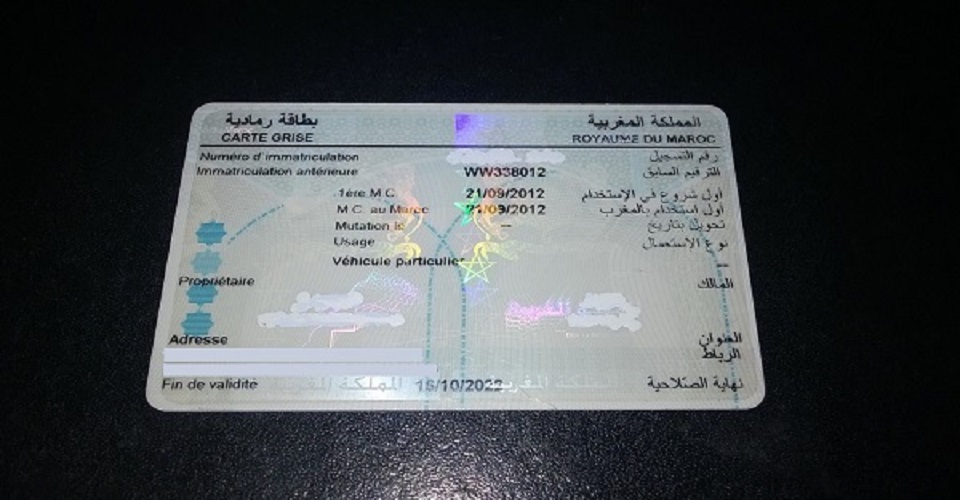 بطاقة رمادية المملكة المغربية
CARTE GRISE ROYAUME DU MAROC
Numéro d'immatriculation رقم التسجيل
Immatriculation antérieure WW338012 الترقيم السابق
1ère M.C. 21/09/2012 أول شروع في الإستخدام
M.C. au Maroc 21/09/2012 أول استخدام بالمغرب
Mutation le -- تحويل بتاريخ
Usage نوع الإستعمال
Véhicule particulier --
Propriétaire المالك
Adresse العنوان
الرباط
Fin de validité 15/10/2022 نهاية الصلاحية